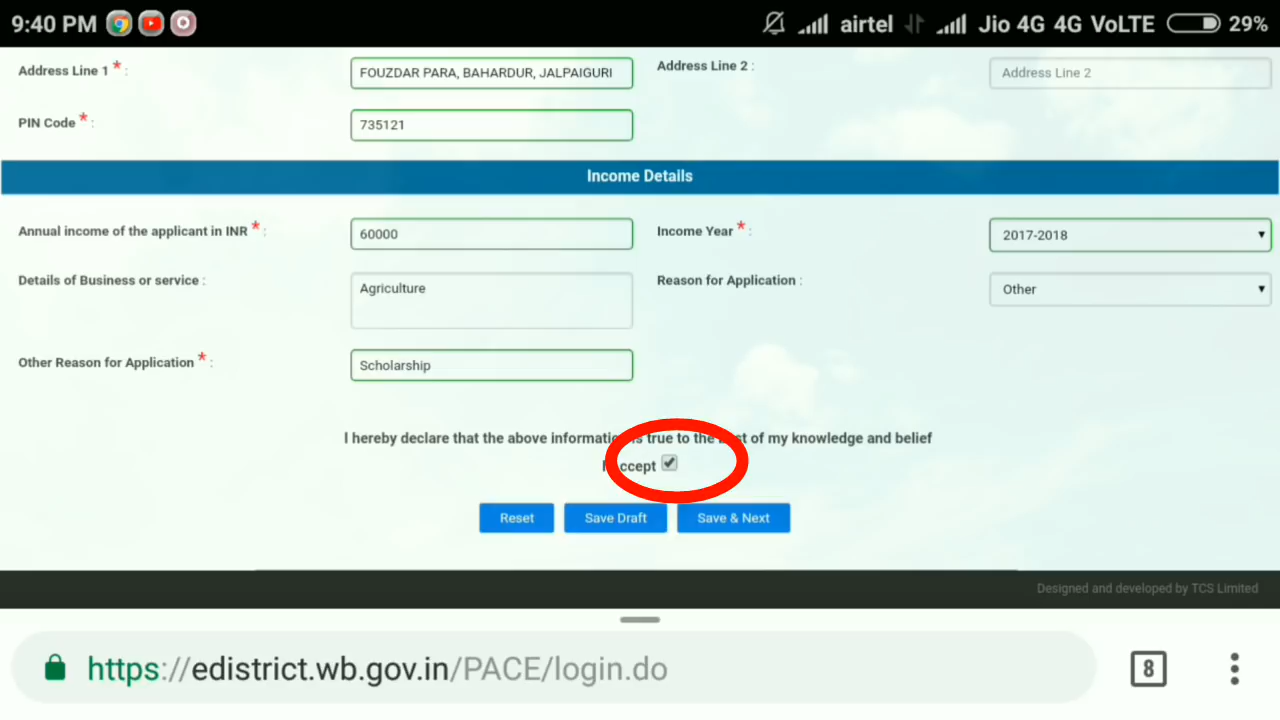 9:40 PM airtel Jio 4G 4G VoLTE 29%
Address Line 1 * : FOUZDAR PARA, BAHARDUR, JALPAIGURI Address Line 2 : Address Line 2
PIN Code * : 735121
Income Details
Annual income of the applicant in INR * : 60000 Income Year * : 2017-2018
Details of Business or service : Agriculture Reason for Application : Other
Other Reason for Application * : Scholarship
I hereby declare that the above information is true to the best of my knowledge and belief
I accept
Reset Save Draft Save & Next
Designed and developed by TCS Limited
https://edistrict.wb.gov.in/PACE/login.do 8